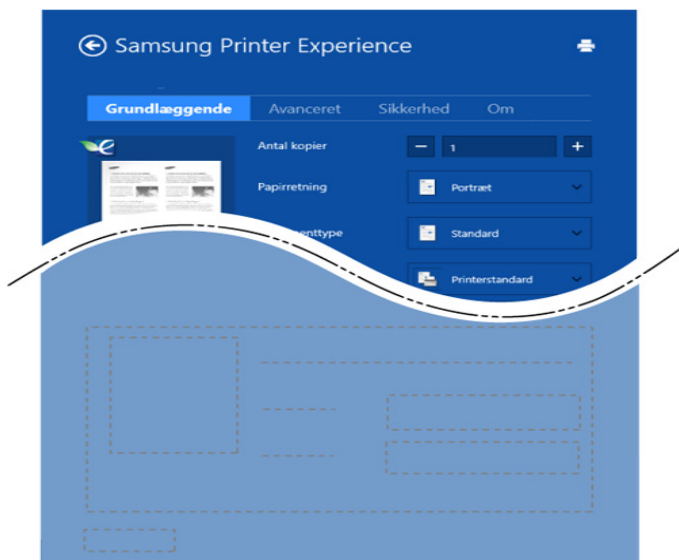 Samsung Printer Experience
Grundlæggende Avanceret Sikkerhed Om
Antal kopier 1
Papirretning Portræt
Standard
Printerstandard